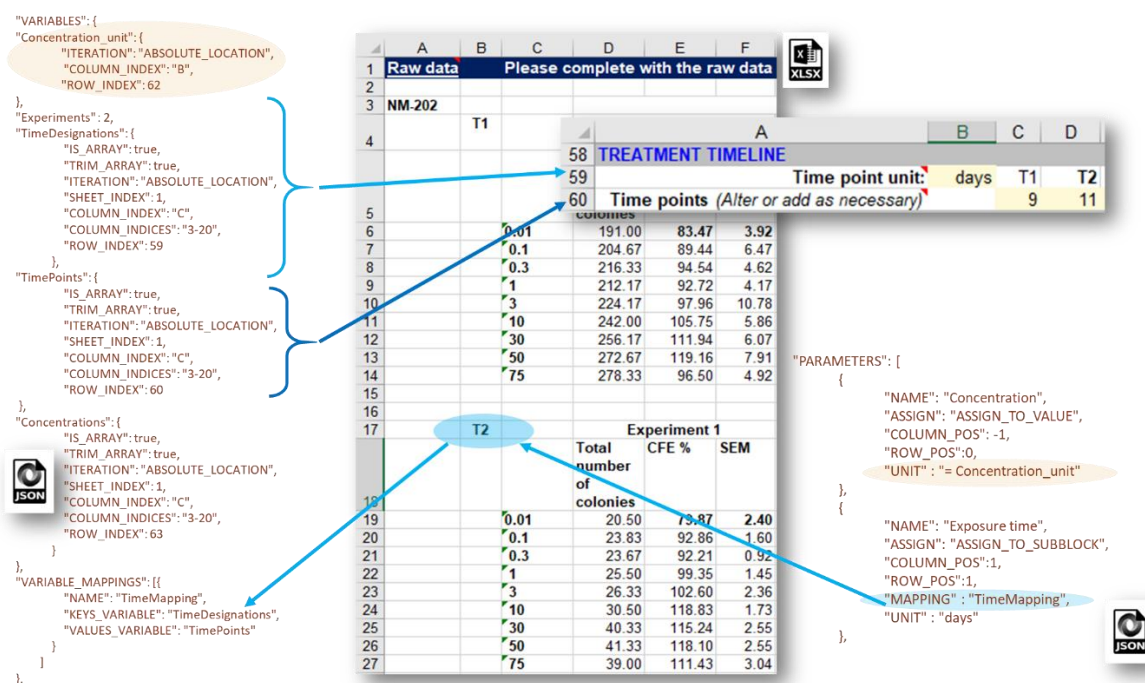 "VARIABLES": {
"Concentration_unit": {
"ITERATION": "ABSOLUTE_LOCATION",
"COLUMN_INDEX": "B",
"ROW_INDEX": 62
},
"Experiments": 2,
"TimeDesignations": {
"IS_ARRAY": true,
"TRIM_ARRAY": true,
"ITERATION": "ABSOLUTE_LOCATION",
"SHEET_INDEX": 1,
"COLUMN_INDEX": "C",
"COLUMN_INDICES": "3-20",
"ROW_INDEX": 59
},
"TimePoints": {
"IS_ARRAY": true,
"TRIM_ARRAY": true,
"ITERATION": "ABSOLUTE_LOCATION",
"SHEET_INDEX": 1,
"COLUMN_INDEX": "C",
"COLUMN_INDICES": "3-20",
"ROW_INDEX": 60
},
"Concentrations": {
"IS_ARRAY": true,
"TRIM_ARRAY": true,
"ITERATION": "ABSOLUTE_LOCATION",
"SHEET_INDEX": 1,
"COLUMN_INDEX": "C",
"COLUMN_INDICES": "3-20",
"ROW_INDEX": 63
}
},
"VARIABLE_MAPPINGS": [{
"NAME": "TimeMapping",
"KEYS_VARIABLE": "TimeDesignations",
"VALUES_VARIABLE": "TimePoints"
}
]
},
JSON
A B C D E F
1 Raw data Please complete with the raw data
2
3 NM-202
4 T1
5 colonies
6 0.01 191.00 83.47 3.92
7 0.1 204.67 89.44 6.47
8 0.3 216.33 94.54 4.62
9 1 212.17 92.72 4.17
10 3 224.17 97.96 10.78
11 10 242.00 105.75 5.86
12 30 256.17 111.94 6.07
13 50 272.67 119.16 7.91
14 75 278.33 96.50 4.92
15
16
17 T2 Experiment 1
18 Total number of colonies CFE % SEM
19 0.01 20.50 79.87 2.40
20 0.1 23.83 92.86 1.60
21 0.3 23.67 92.21 0.92
22 1 25.50 99.35 1.45
23 3 26.33 102.60 2.36
24 10 30.50 118.83 1.73
25 30 40.33 115.24 2.55
26 50 41.33 118.10 2.55
27 75 39.00 111.43 3.04
XLSX
A B C D
58 TREATMENT TIMELINE
59 Time point unit: days T1 T2
60 Time points (Alter or add as necessary) 9 11
"PARAMETERS": [
{
"NAME": "Concentration",
"ASSIGN": "ASSIGN_TO_VALUE",
"COLUMN_POS": -1,
"ROW_POS":0,
"UNIT" : "= Concentration_unit"
},
{
"NAME": "Exposure time",
"ASSIGN": "ASSIGN_TO_SUBBLOCK",
"COLUMN_POS":1,
"ROW_POS":1,
"MAPPING" : "TimeMapping",
"UNIT" : "days"
},
JSON